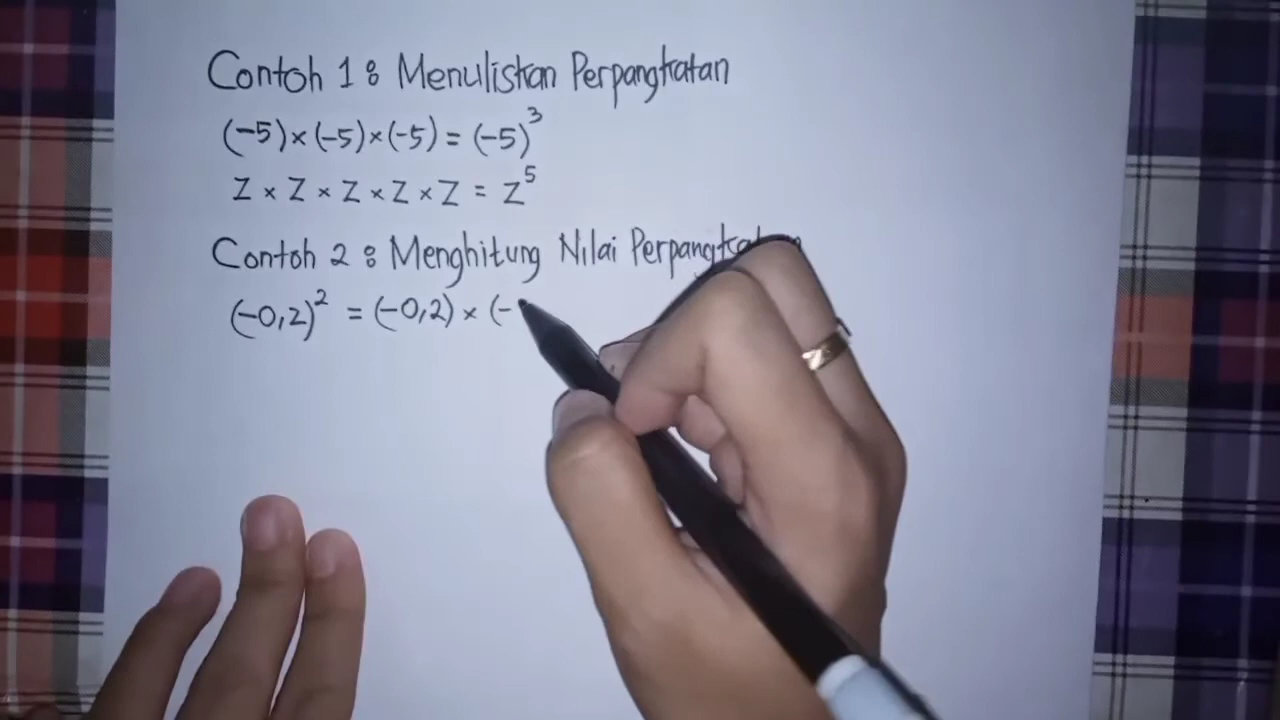 Contoh 1 : Menuliskan Perpangkatan
(-5)×(-5)×(-5) = (-5)³
Z × Z × Z × Z × Z = Z⁵
Contoh 2 : Menghitung Nilai
(-0,2)² = (-0,2) × (-